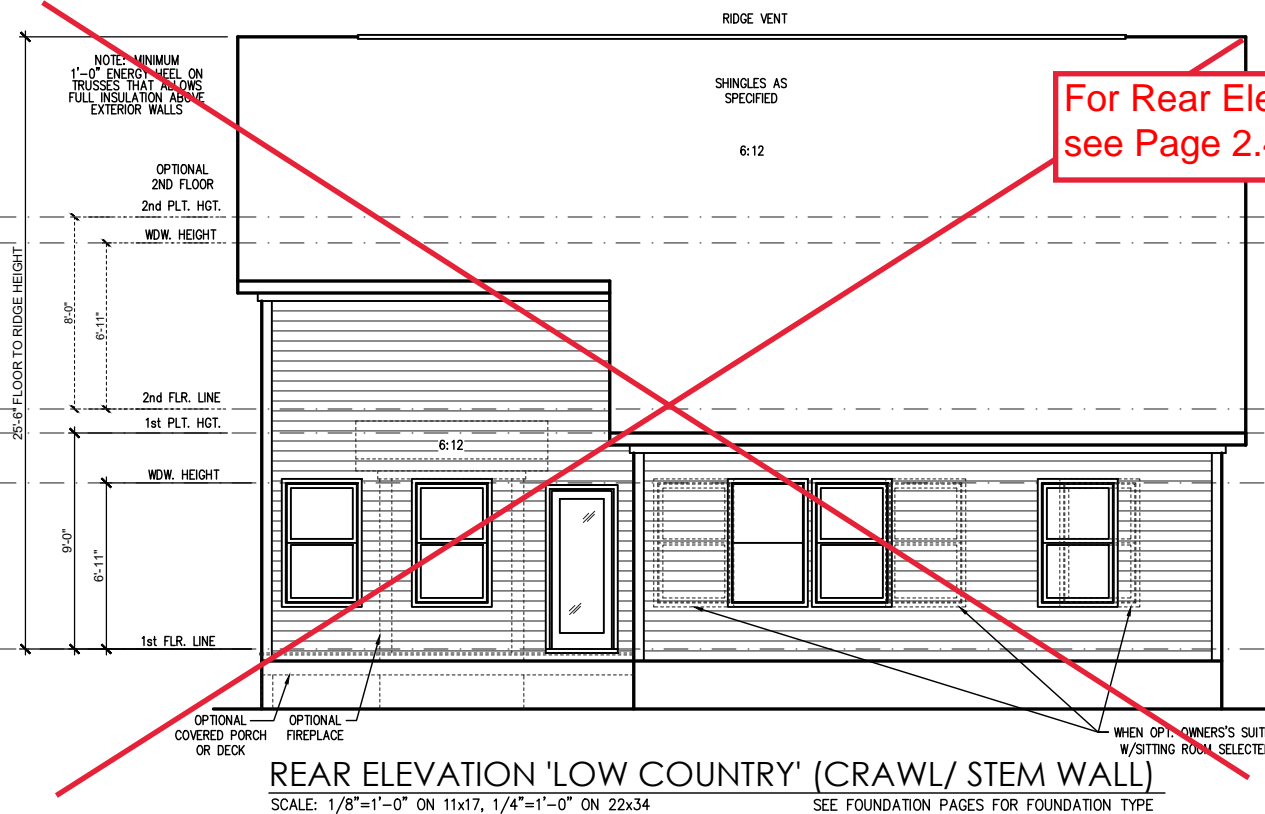 RIDGE VENT
NOTE: MINIMUM
1'-0" ENERGY HEEL ON
TRUSSES THAT ALLOWS
FULL INSULATION ABOVE
EXTERIOR WALLS
SHINGLES AS
SPECIFIED
6:12
For Rear Ele
see Page 2.
OPTIONAL
2ND FLOOR
2nd PLT. HGT.
WDW. HEIGHT
25'-6" FLOOR TO RIDGE HEIGHT
8'-0"
6'-11"
2nd FLR. LINE
1st PLT. HGT.
6:12
WDW. HEIGHT
9'-0"
6'-11"
1st FLR. LINE
OPTIONAL
COVERED PORCH
OR DECK
OPTIONAL
FIREPLACE
WHEN OPT. OWNERS'S SUIT
W/SITTING ROOM SELECTE
REAR ELEVATION 'LOW COUNTRY' (CRAWL/ STEM WALL)
SCALE: 1/8"=1'-0" ON 11x17, 1/4"=1'-0" ON 22x34
SEE FOUNDATION PAGES FOR FOUNDATION TYPE